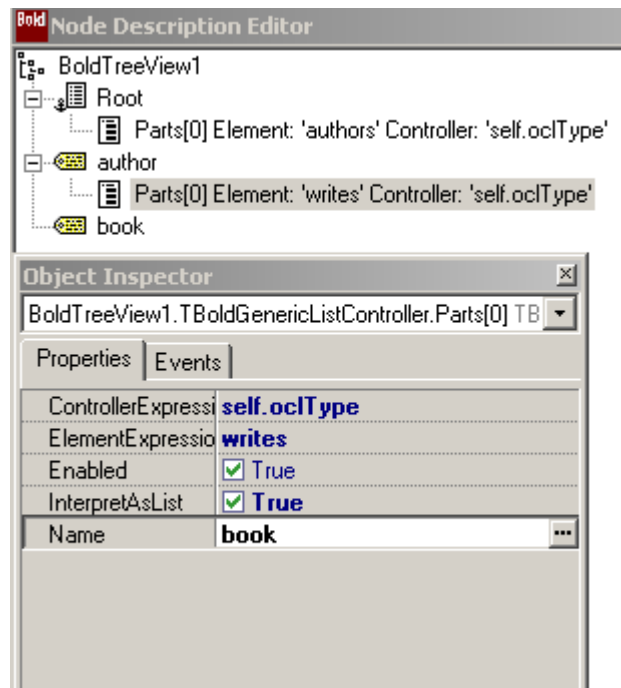 Bold Node Description Editor
BoldTreeView1
Root
Parts[0] Element: 'authors' Controller: 'self.oclType'
author
Parts[0] Element: 'writes' Controller: 'self.oclType'
book
Object Inspector
BoldTreeView1.TBoldGenericListController.Parts[0] TB
Properties Events
ControllerExpressi self.oclType
ElementExpressio writes
Enabled True
InterpretAsList True
Name book ...